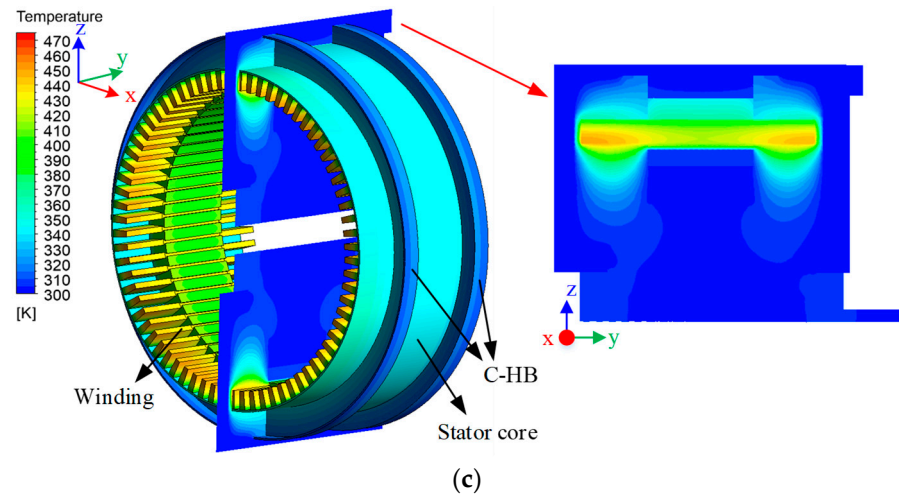 Temperature
470
460
450
440
430
420
410
400
390
380
370
360
350
340
330
320
310
300
[K]
z
y
x
Winding
C-HB
Stator core
z
x
y
(c)